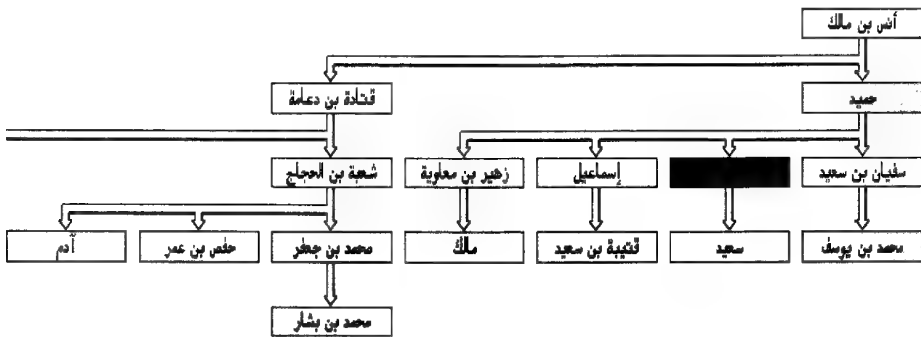 أنس بن مالك
حميد
قتادة بن دعامة
سفيان بن سعيد
إسماعيل
زهير بن معاوية
شعبة بن الحجاج
محمد بن يوسف
سعيد
قتيبة بن سعيد
مالك
محمد بن جعفر
حفص بن عمر
آدم
محمد بن بشار